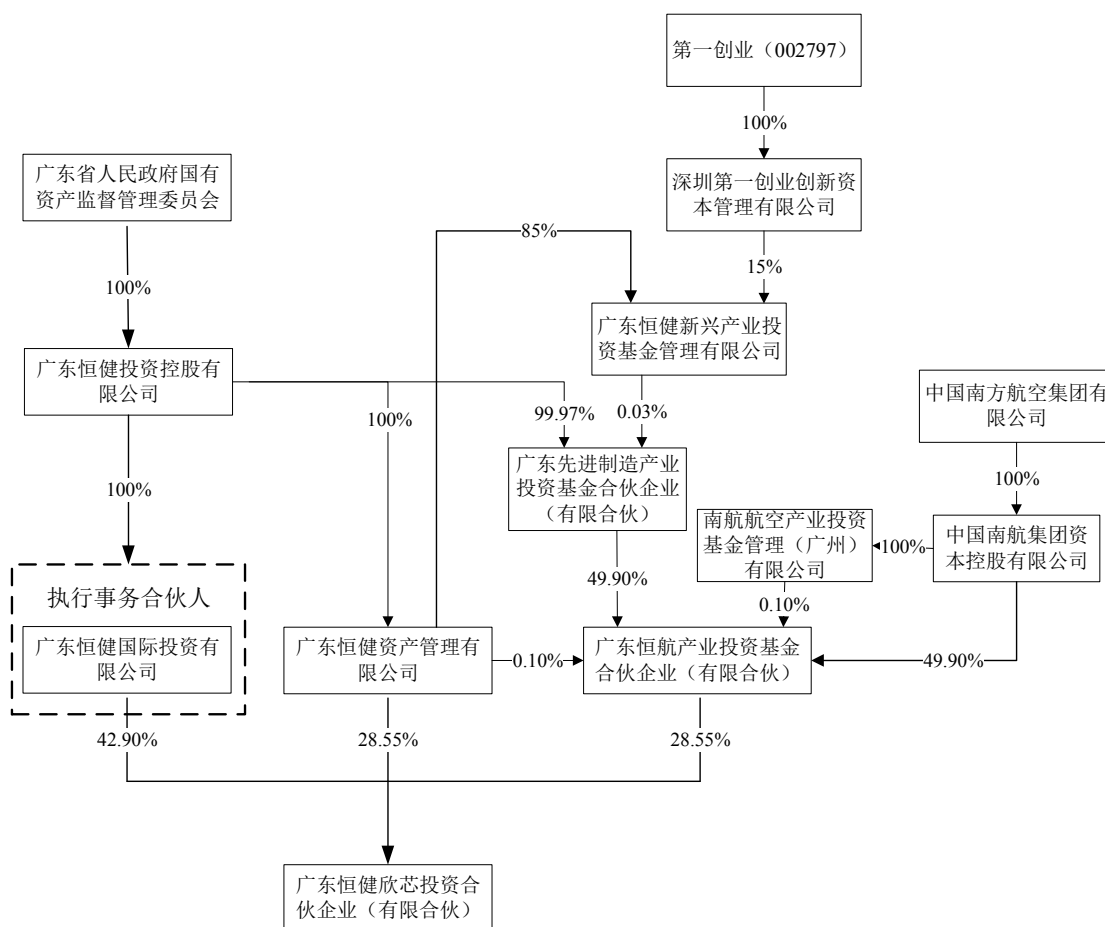 第一创业（002797）
100%
广东省人民政府国有
资产监督管理委员会
深圳第一创业创新资
本管理有限公司
85%
15%
100%
广东恒健新兴产业投
资基金管理有限公司
广东恒健投资控股有
限公司
中国南方航空集团有
限公司
99.97%
0.03%
100%
广东先进制造产业
投资基金合伙企业
（有限合伙）
100%
100%
南航航空产业投资
基金管理（广州）
有限公司
100%
中国南航集团资
本控股有限公司
执行事务合伙人
49.90%
0.10%
广东恒健国际投资有
限公司
广东恒健资产管理有
限公司
0.10%
广东恒航产业投资基金
合伙企业（有限合伙）
49.90%
42.90%
28.55%
28.55%
广东恒健欣芯投资合
伙企业（有限合伙）